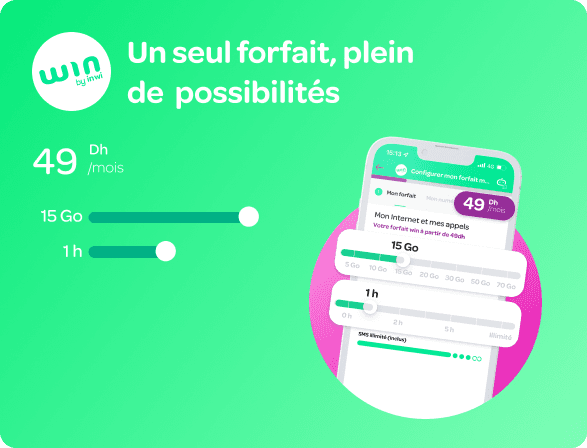 win
by inwi
Un seul forfait, plein
de possibilités
49 Dh
/mois
15 Go
1 h
15:13
4G
Configurer mon forfait m...
Mon forfait
49 Dh
/mois
Mon Internet et mes appels
Votre forfait win à partir de 49dh
15 Go
5 Go 10 Go 15 Go 20 Go 30 Go 50 Go 70 Go
1 h
0 h 2 h 5 h Illimité
SMS Illimité (Inclus)